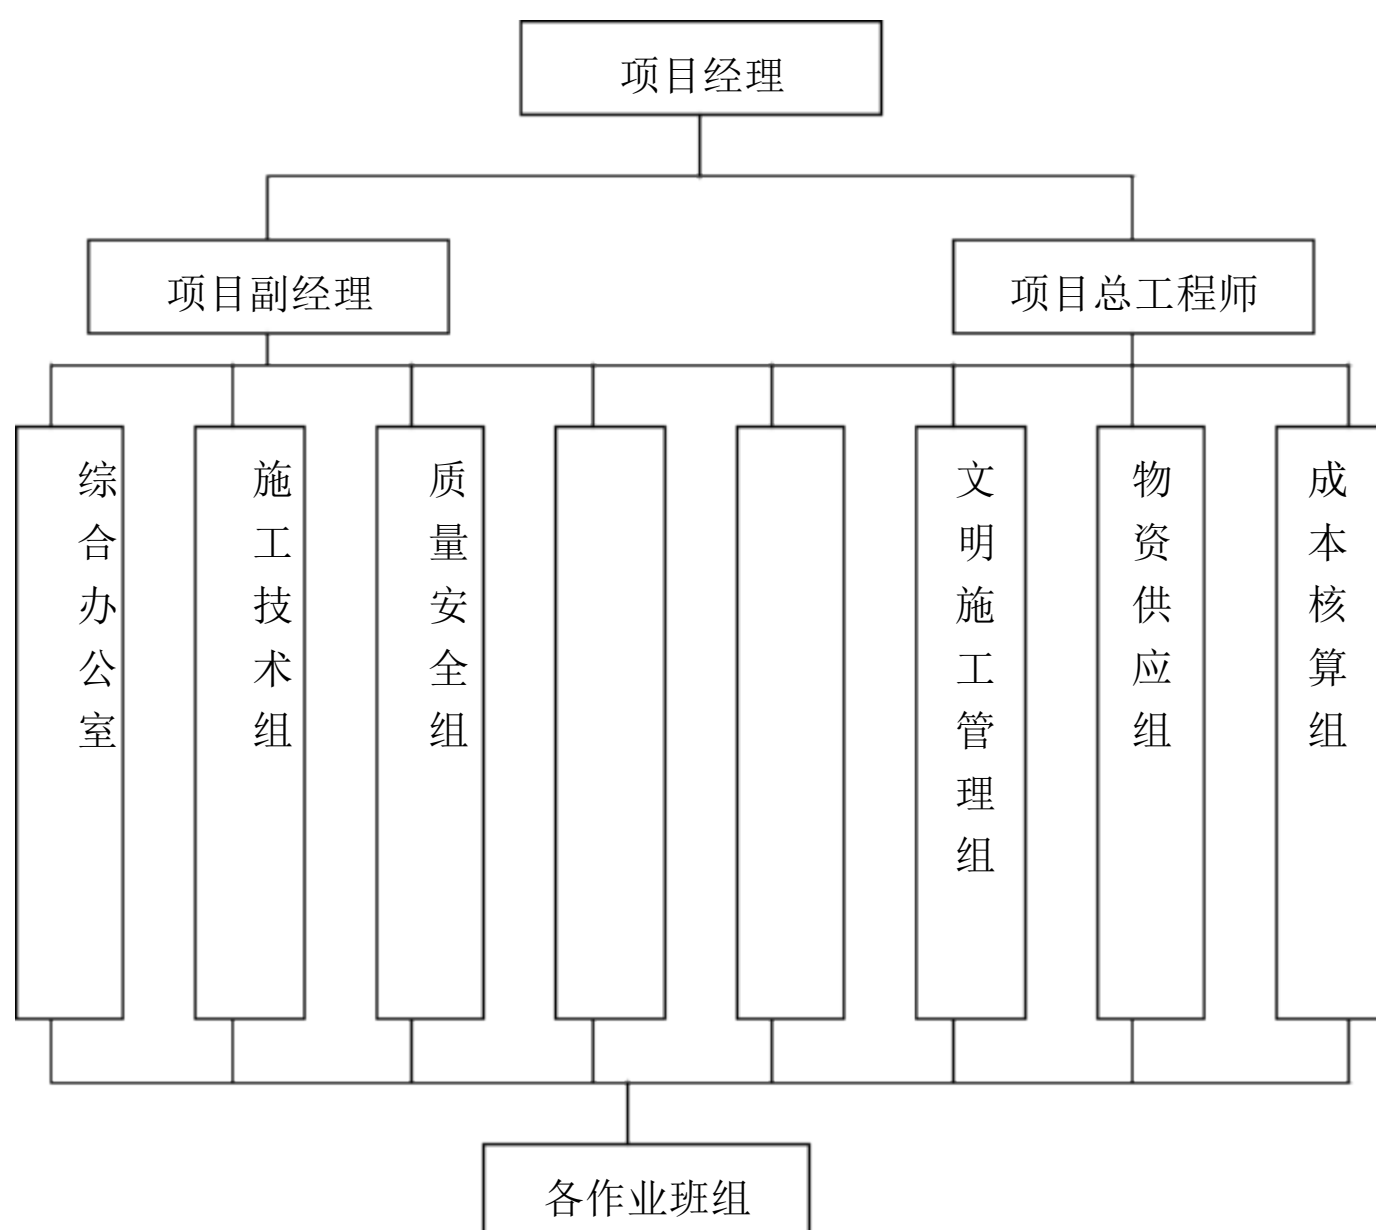 项目经理
项目副经理
项目总工程师
综合办公室
施工技术组
质量安全组
文明施工管理组
物资供应组
成本核算组
各作业班组